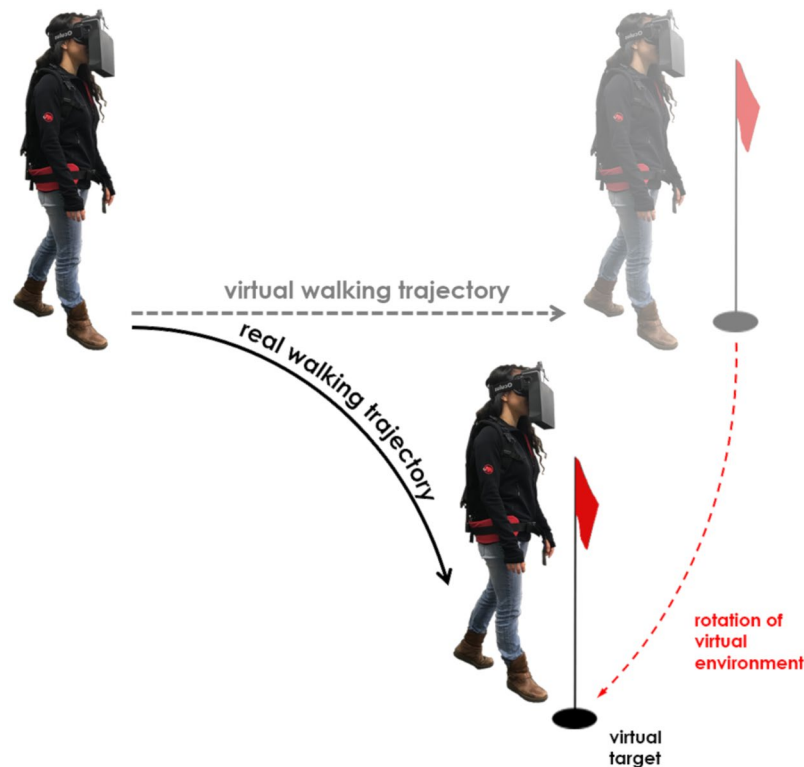 virtual walking trajectory
real walking trajectory
rotation of
virtual
environment
virtual
target